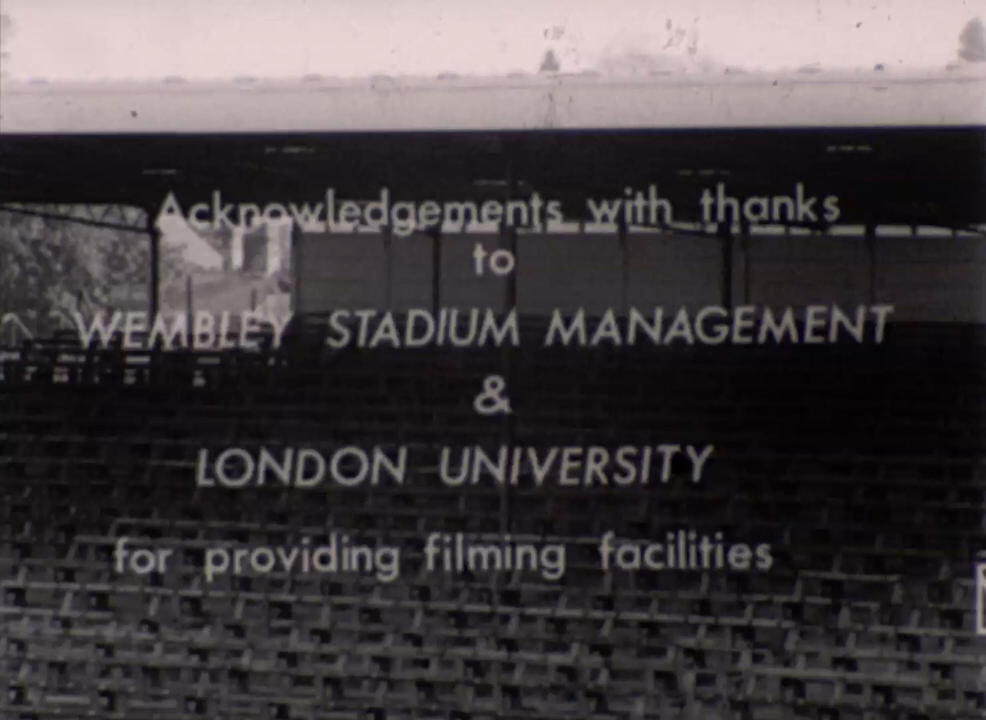 Acknowledgements with thanks
to
WEMBLEY STADIUM MANAGEMENT
&
LONDON UNIVERSITY
for providing filming facilities